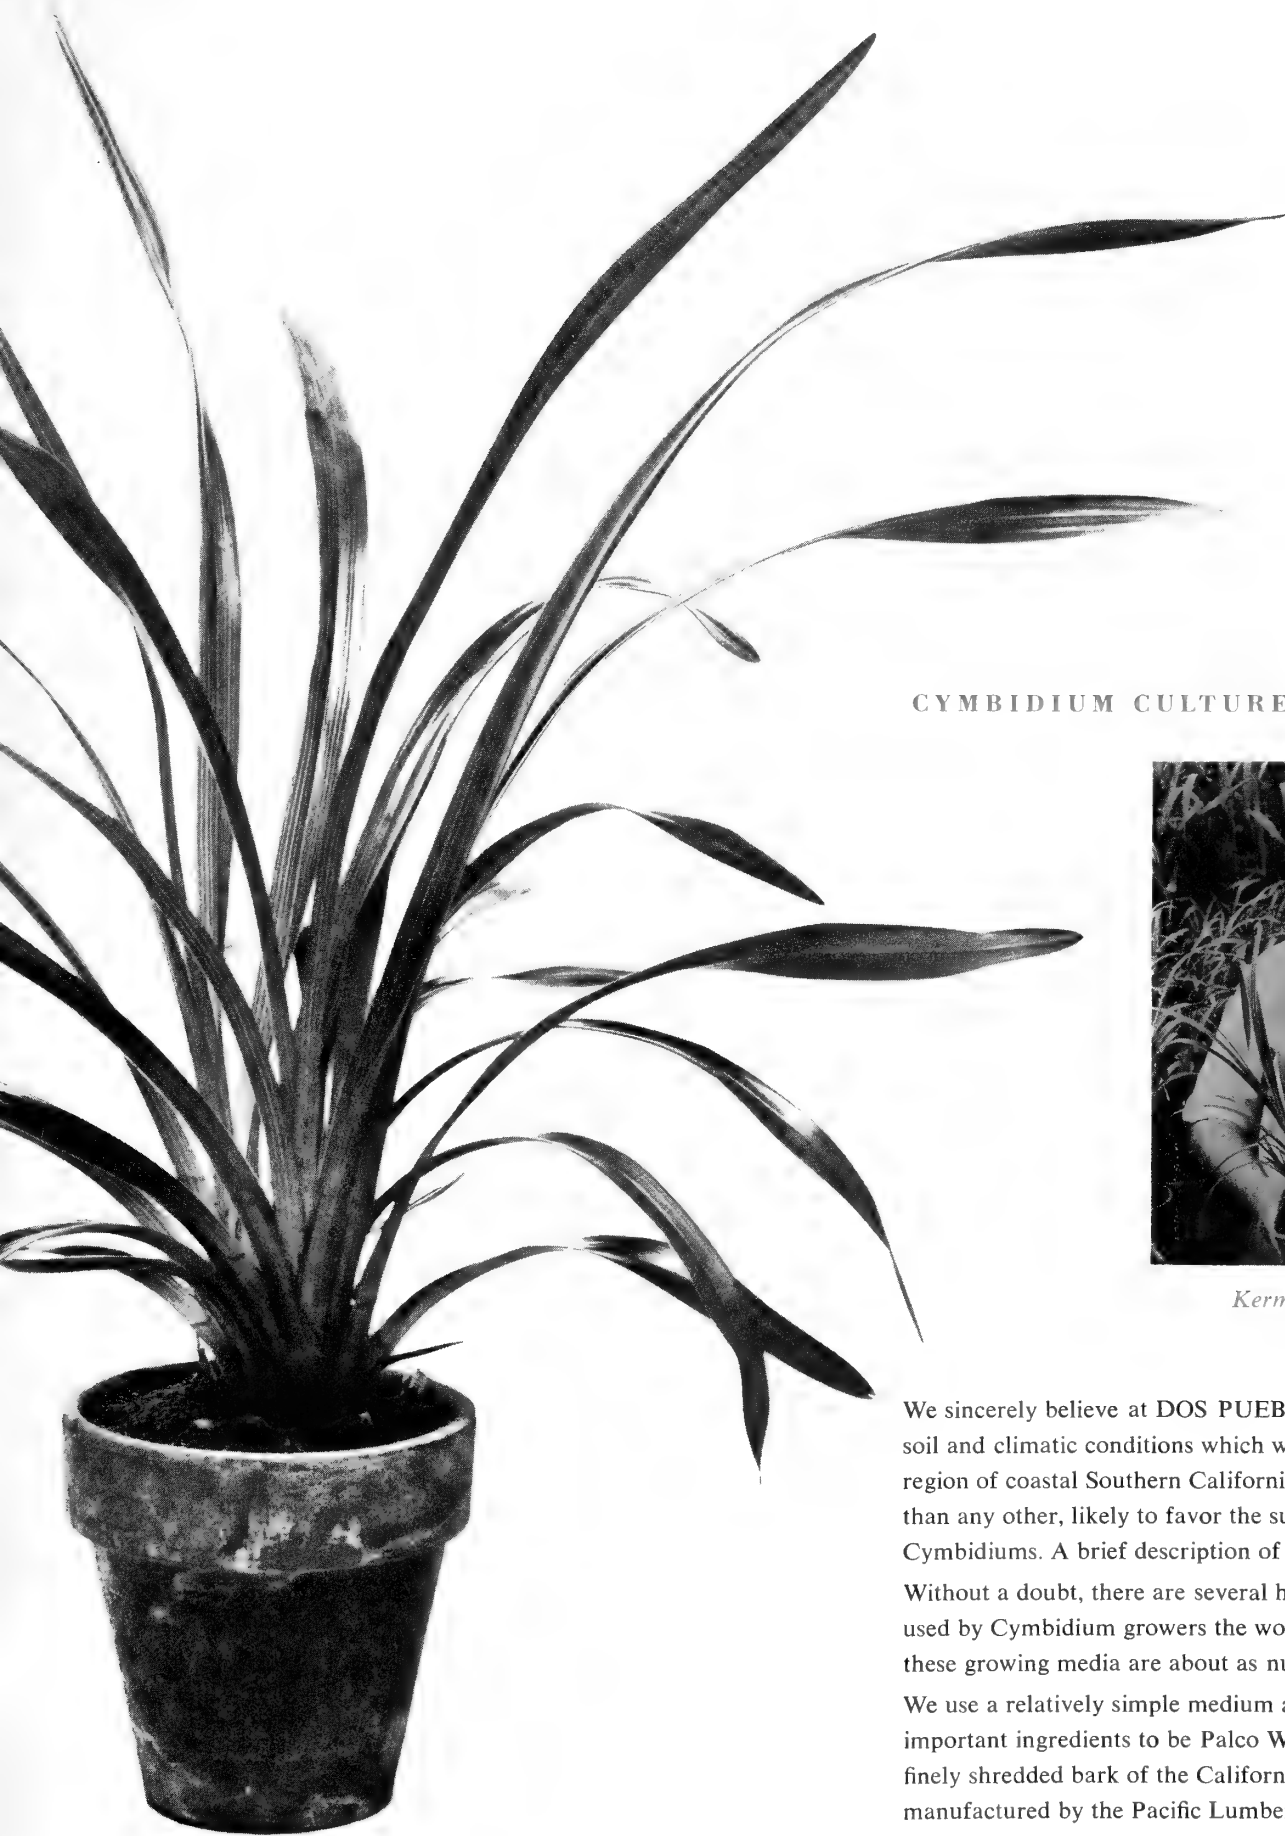 CYMBIDIUM CULTURE
Kern
We sincerely believe at DOS PUEB
soil and climatic conditions which w
region of coastal Southern Californi
than any other, likely to favor the su
Cymbidiums. A brief description of
Without a doubt, there are several h
used by Cymbidium growers the wo
these growing media are about as nu
We use a relatively simple medium a
important ingredients to be Palco W
finely shredded bark of the Californ
manufactured by the Pacific Lumbe